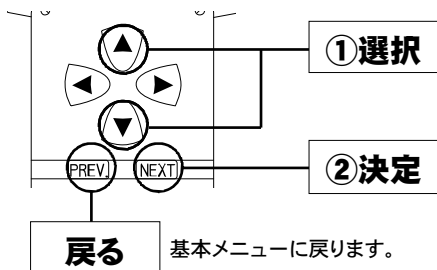 ①選択
PREV.
NEXT
②決定
戻る
基本メニューに戻ります。